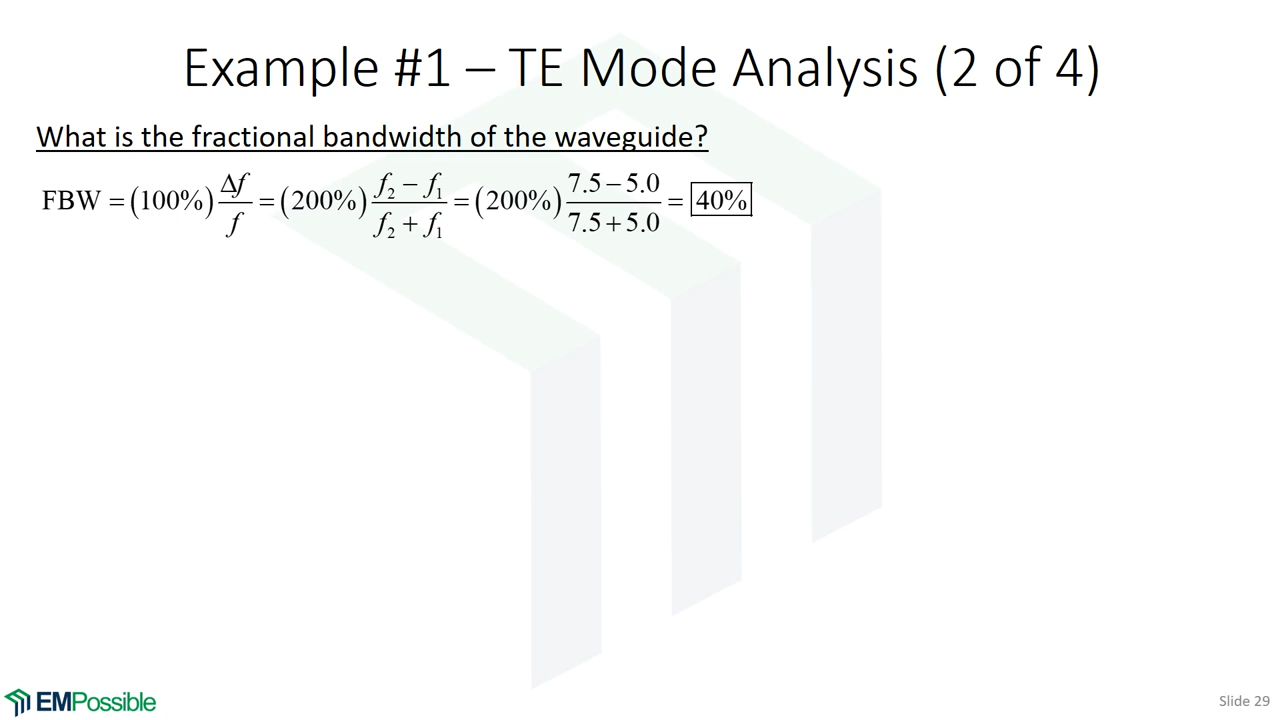 Example #1 – TE Mode Analysis (2 of 4)
What is the fractional bandwidth of the waveguide?
FBW = (100%) Δf/f = (200%) (f₂ − f₁)/(f₂ + f₁) = (200%) (7.5 − 5.0)/(7.5 + 5.0) = 40%
EMPossible
Slide 29